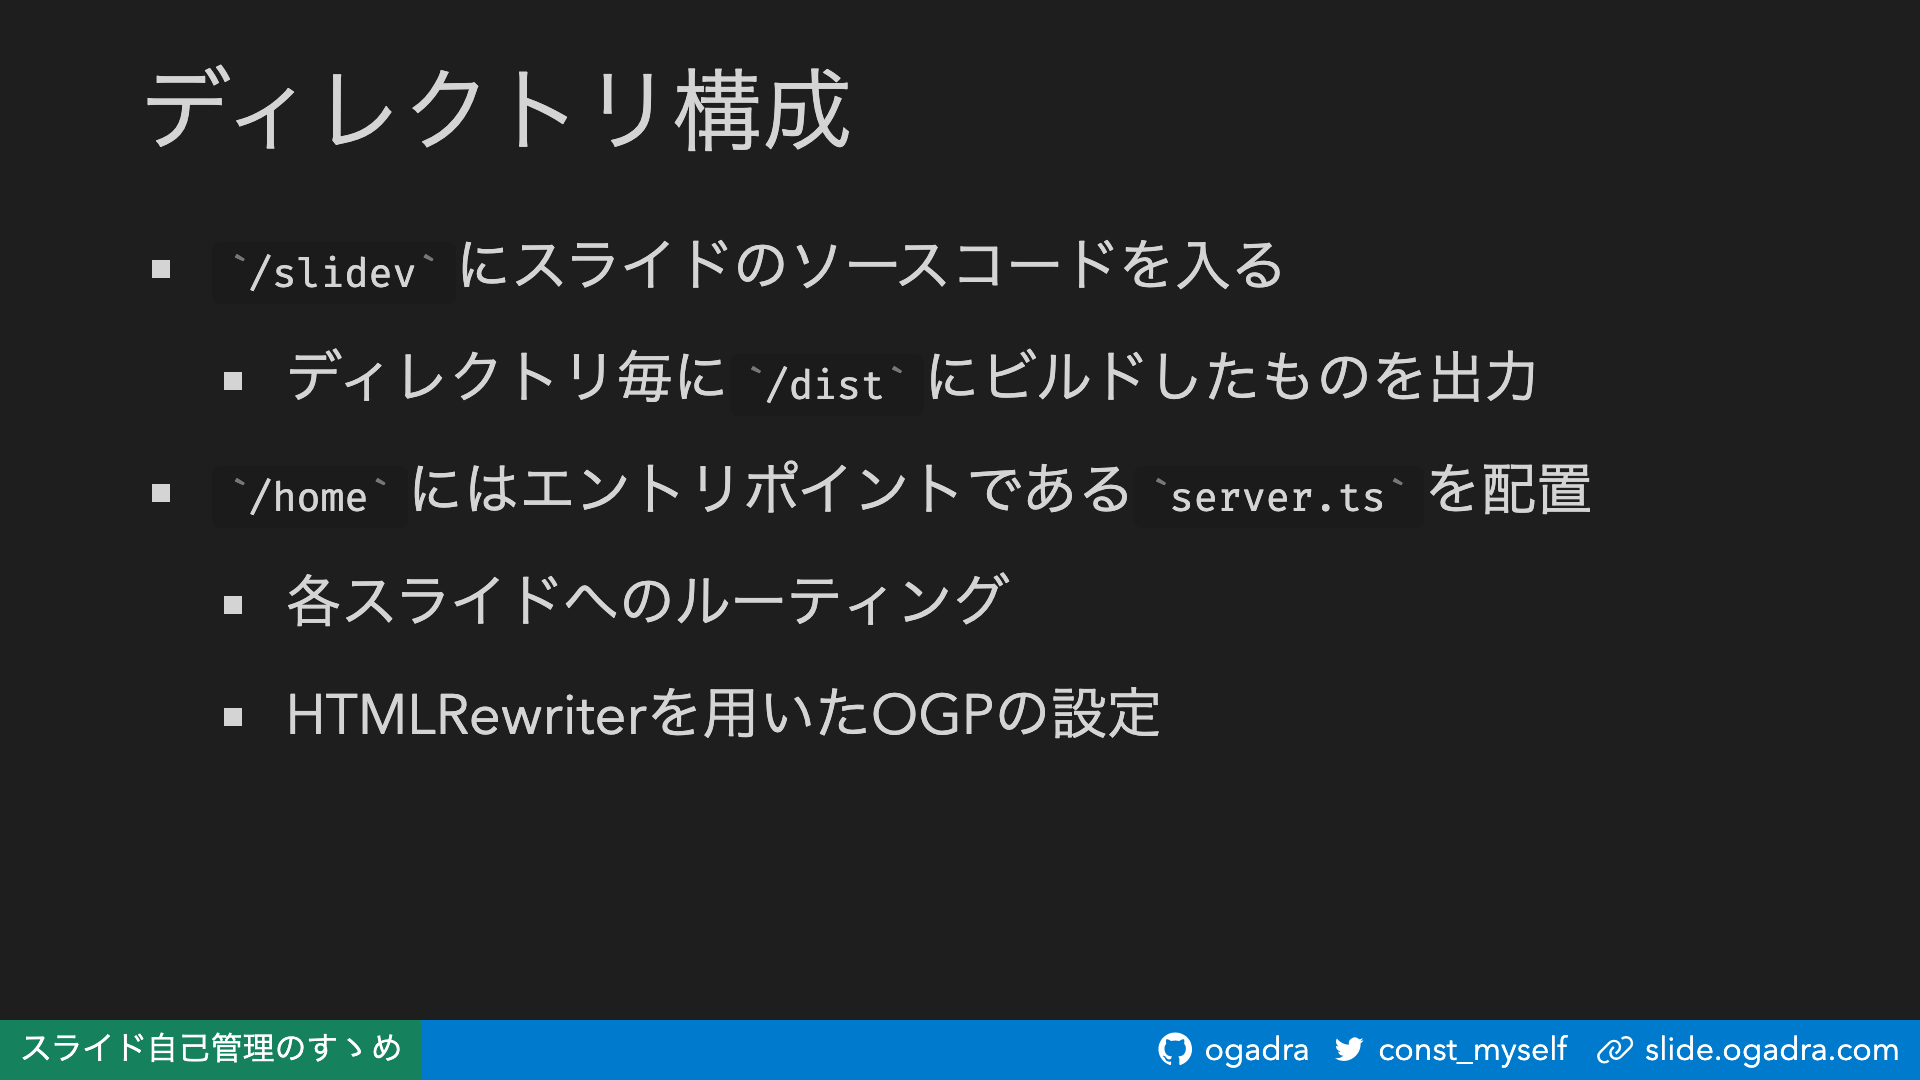 ディレクトリ構成
`/slidev`にスライドのソースコードを入る
ディレクトリ毎に`/dist`にビルドしたものを出力
`/home`にはエントリポイントである`server.ts`を配置
各スライドへのルーティング
HTMLRewriterを用いたOGPの設定
スライド自己管理のすゝめ
ogadra const_myself slide.ogadra.com